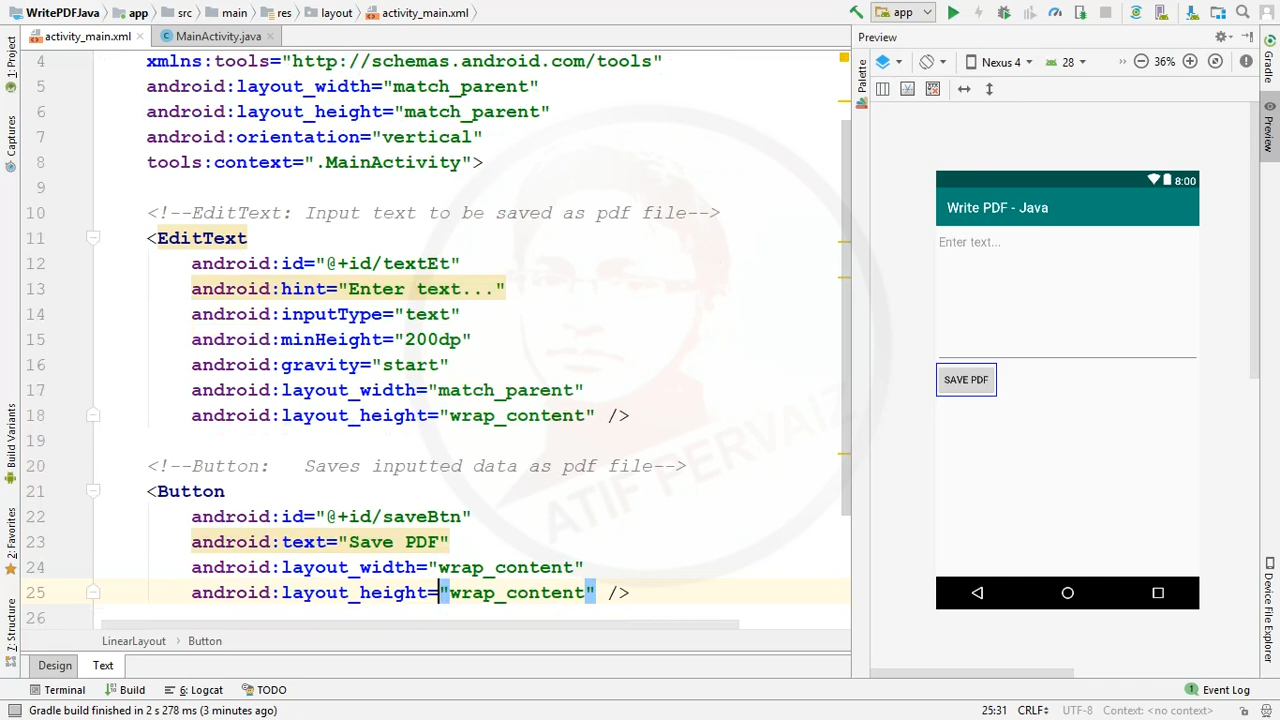 WritePDFJava app src main res layout activity_main.xml app
activity_main.xml MainActivity.java Preview
1: Project
Captures
Build Variants
2: Favorites
7: Structure
4 xmlns:tools="http://schemas.android.com/tools"
5 android:layout_width="match_parent"
6 android:layout_height="match_parent"
7 android:orientation="vertical"
8 tools:context=".MainActivity">
9
10 <!--EditText: Input text to be saved as pdf file-->
11 <EditText
12 android:id="@+id/textEt"
13 android:hint="Enter text..."
14 android:inputType="text"
15 android:minHeight="200dp"
16 android:gravity="start"
17 android:layout_width="match_parent"
18 android:layout_height="wrap_content" />
19
20 <!--Button: Saves inputted data as pdf file-->
21 <Button
22 android:id="@+id/saveBtn"
23 android:text="Save PDF"
24 android:layout_width="wrap_content"
25 android:layout_height="wrap_content" />
26
ATIF PERVAIZ
Palette
Nexus 4 28 >> 36%
8:00
Write PDF - Java
Enter text...
SAVE PDF
Gradle
Preview
Device File Explorer
LinearLayout > Button
Design Text
Terminal Build 6: Logcat TODO 1 Event Log
Gradle build finished in 2 s 278 ms (3 minutes ago) 25:31 CRLF UTF-8 Context: <no context>